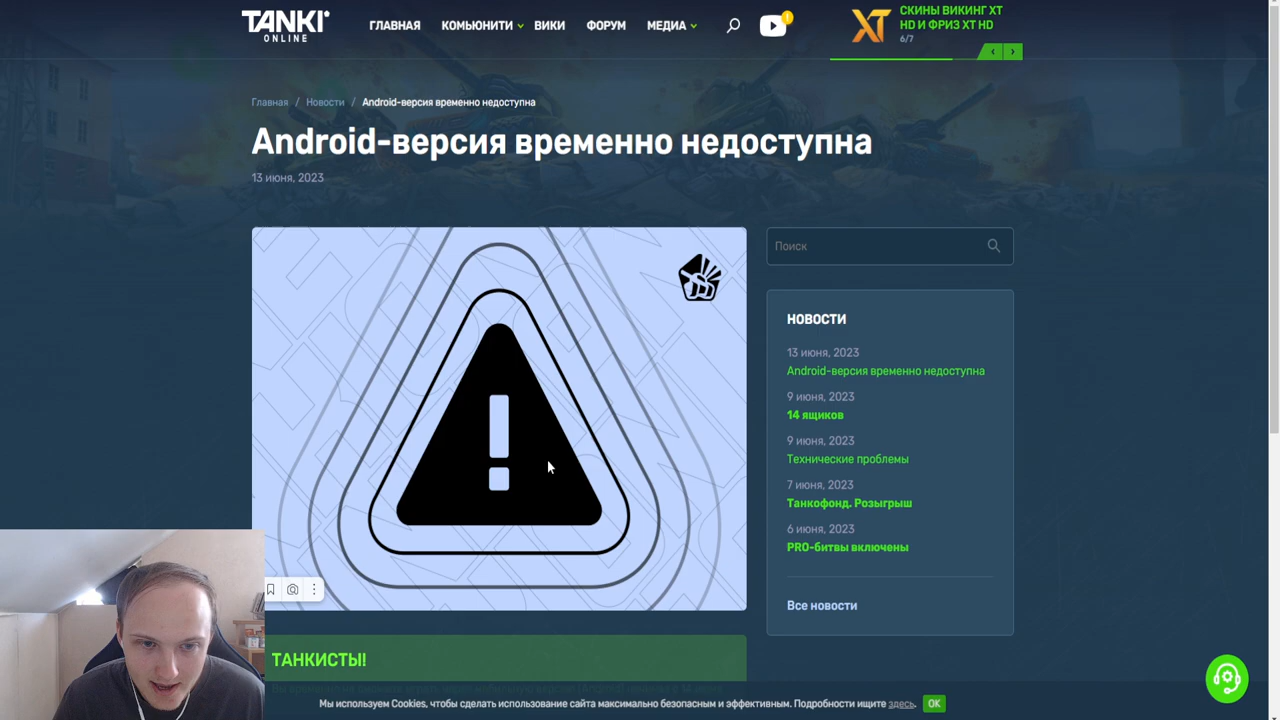 TANKI
ONLINE
ГЛАВНАЯ
КОМЬЮНИТИ
ВИКИ
ФОРУМ
МЕДИА
1
XT
СКИНЫ ВИКИНГ XT
HD И ФРИЗ XT HD
6/7
Главная / Новости / Android-версия временно недоступна
Android-версия временно недоступна
13 июня, 2023
Поиск
НОВОСТИ
13 июня, 2023
Android-версия временно недоступна
9 июня, 2023
14 ящиков
9 июня, 2023
Технические проблемы
7 июня, 2023
Танкофонд. Розыгрыш
6 июня, 2023
PRO-битвы включены
Все новости
ТАНКИСТЫ!
Мы используем Cookies, чтобы сделать использование сайта максимально безопасным и эффективным. Подробности ищите здесь.
OK